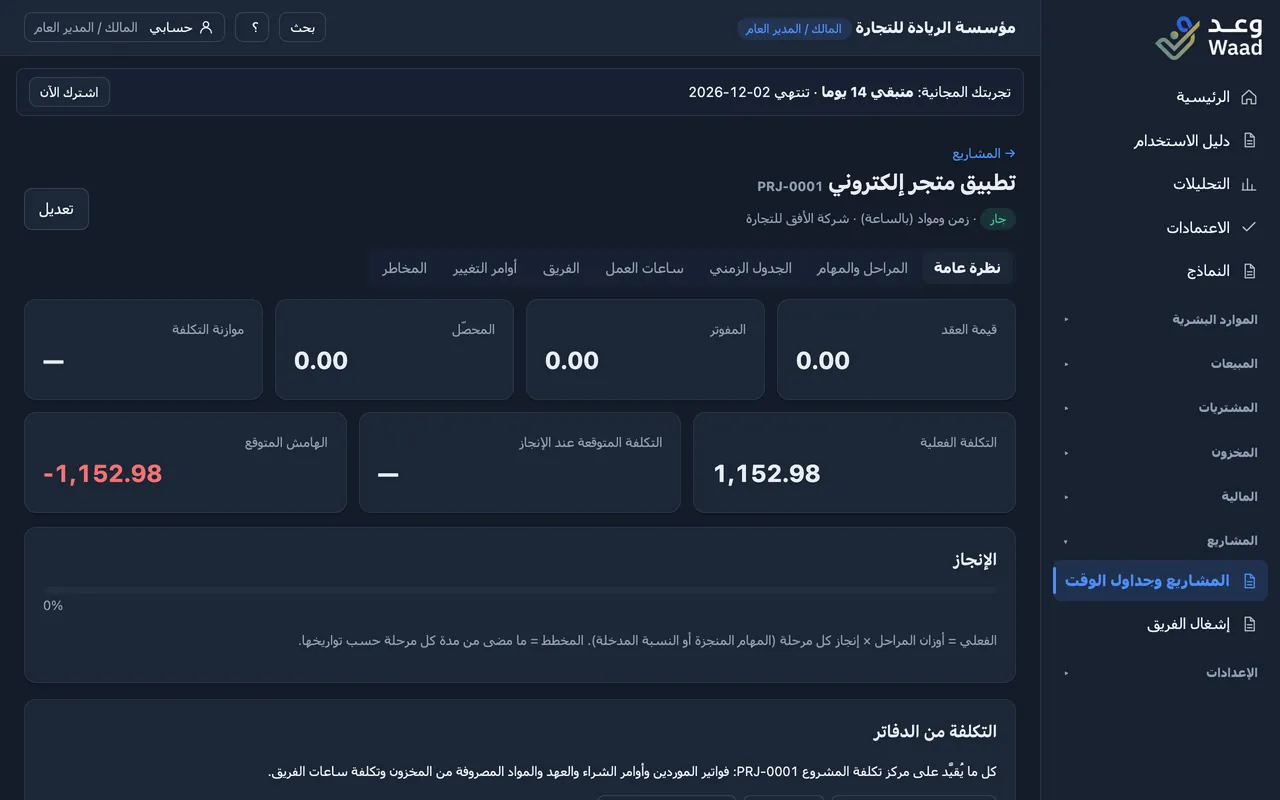 وعد
Waad
الرئيسية
دليل الاستخدام
التحليلات
الاعتمادات
النماذج
الموارد البشرية
المبيعات
المشتريات
المخزون
المالية
المشاريع
المشاريع وجداول الوقت
إشغال الفريق
الإعدادات
مؤسسة الريادة للتجارة المالك / المدير العام
بحث
؟
حسابي المالك / المدير العام
تجربتك المجانية: متبقي 14 يوما · تنتهي 02-12-2026
اشترك الآن
→ المشاريع
تطبيق متجر إلكتروني PRJ-0001
جار · زمن ومواد (بالساعة) · شركة الأفق للتجارة
تعديل
نظرة عامة المراحل والمهام الجدول الزمني ساعات العمل الفريق أوامر التغيير المخاطر
قيمة العقد
0.00
المفوتر
0.00
المحصّل
0.00
موازنة التكلفة
—
التكلفة الفعلية
1,152.98
التكلفة المتوقعة عند الإنجاز
—
الهامش المتوقع
-1,152.98
الإنجاز
0%
الفعلي = أوزان المراحل × إنجاز كل مرحلة (المهام المنجزة أو النسبة المدخلة). المخطط = ما مضى من مدة كل مرحلة حسب تواريخها.
التكلفة من الدفاتر
كل ما يُقيَّد على مركز تكلفة المشروع PRJ-0001: فواتير الموردين وأوامر الشراء والعهد والمواد المصروفة من المخزون وتكلفة ساعات الفريق.